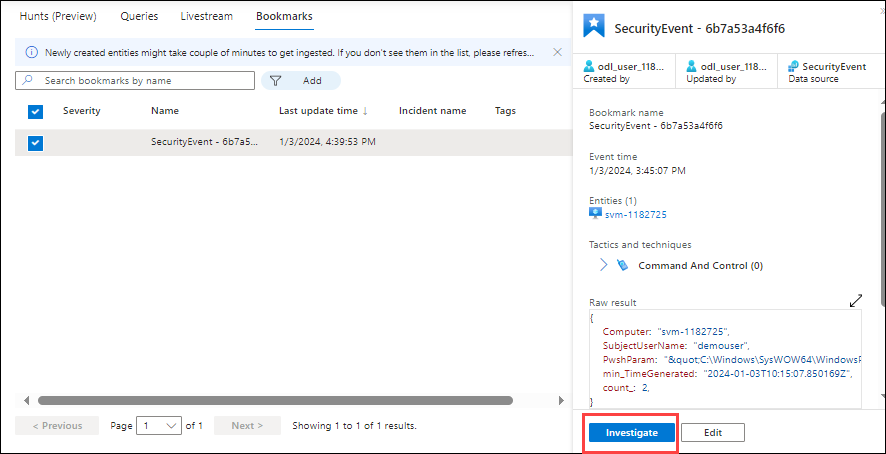 Hunts (Preview) Queries Livestream Bookmarks
Newly created entities might take couple of minutes to get ingested. If you don't see them in the list, please refres...
Search bookmarks by name
Add
Severity Name Last update time ↓ Incident name Tags
SecurityEvent - 6b7a5... 1/3/2024, 4:39:53 PM
< Previous Page 1 of 1 Next > Showing 1 to 1 of 1 results.
SecurityEvent - 6b7a53a4f6f6
odl_user_118... odl_user_118... SecurityEvent
Created by Updated by Data source
Bookmark name
SecurityEvent - 6b7a53a4f6f6
Event time
1/3/2024, 3:45:07 PM
Entities (1)
svm-1182725
Tactics and techniques
Command And Control (0)
Raw result
{
Computer: "svm-1182725",
SubjectUserName: "demouser",
PwshParam: "&quot;C:\Windows\SysWOW64\WindowsP
min_TimeGenerated: "2024-01-03T10:15:07.850169Z",
count_: 2,
}
Investigate Edit